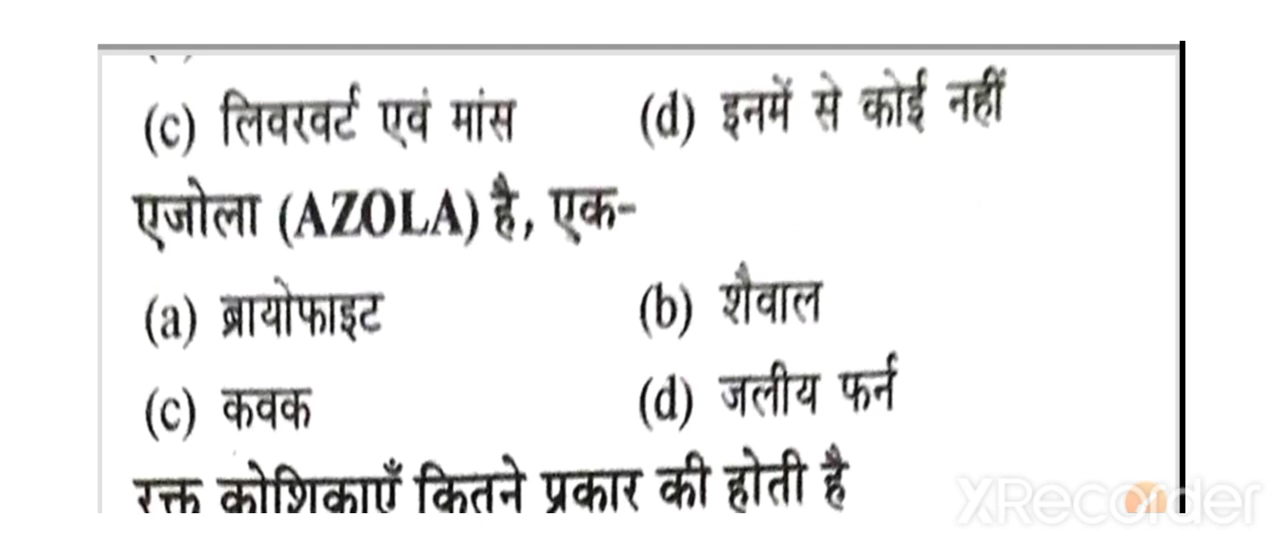 (c) लिवरवर्ट एवं मांस (d) इनमें से कोई नहीं
एजोला (AZOLA) है, एक-
(a) ब्रायोफाइट (b) शैवाल
(c) कवक (d) जलीय फर्न
रक्त कोशिकाएँ कितने प्रकार की होती है
XRecorder